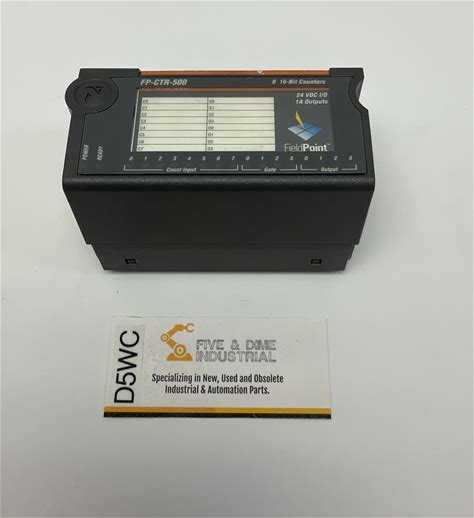 FP-CTR-500
8 16-Bit Counters
24 VDC I/O
1A Outputs
FieldPoint™
POWER
READY
0 1 2 3 4 5 6 7 0 1 2 3 0 1 2 3
Count Input Gate Output
D5WC
FIVE & DIME
INDUSTRIAL
Specializing in New, Used and Obsolete
Industrial & Automation Parts.